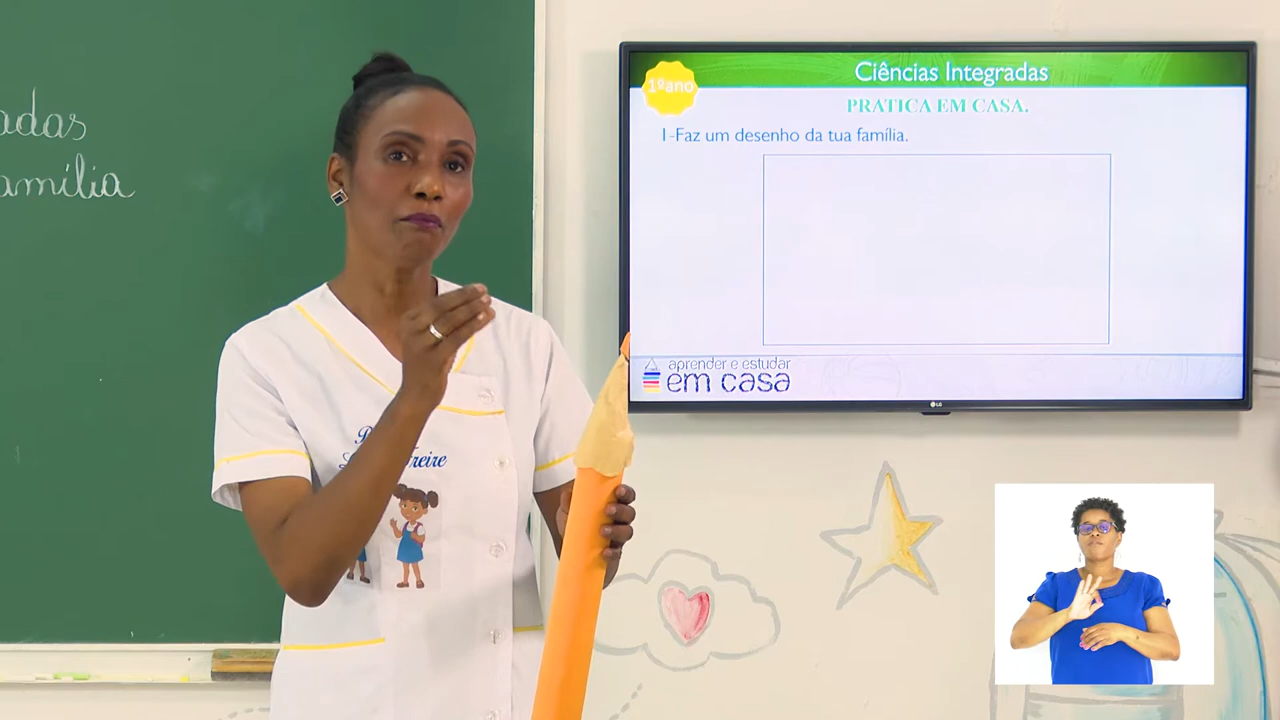 adas
amília
1ºano
Ciências Integradas
PRATICA EM CASA.
1-Faz um desenho da tua família.
aprender e estudar
em casa
LG
reire